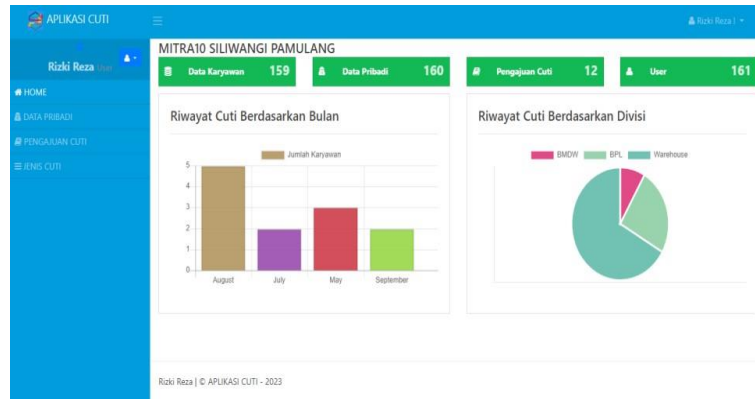 APLIKASI CUTI
Rizki Reza
Rizki Reza User
HOME
DATA PRIBADI
PENGAJUAN CUTI
JENIS CUTI
MITRA10 SILIWANGI PAMULANG
Data Karyawan 159
Data Pribadi 160
Pengajuan Cuti 12
User 161
Riwayat Cuti Berdasarkan Bulan
Jumlah Karyawan
5
4
3
2
1
0
August July May September
Riwayat Cuti Berdasarkan Divisi
BMDW BPL Warehouse
Rizki Reza | © APLIKASI CUTI - 2023